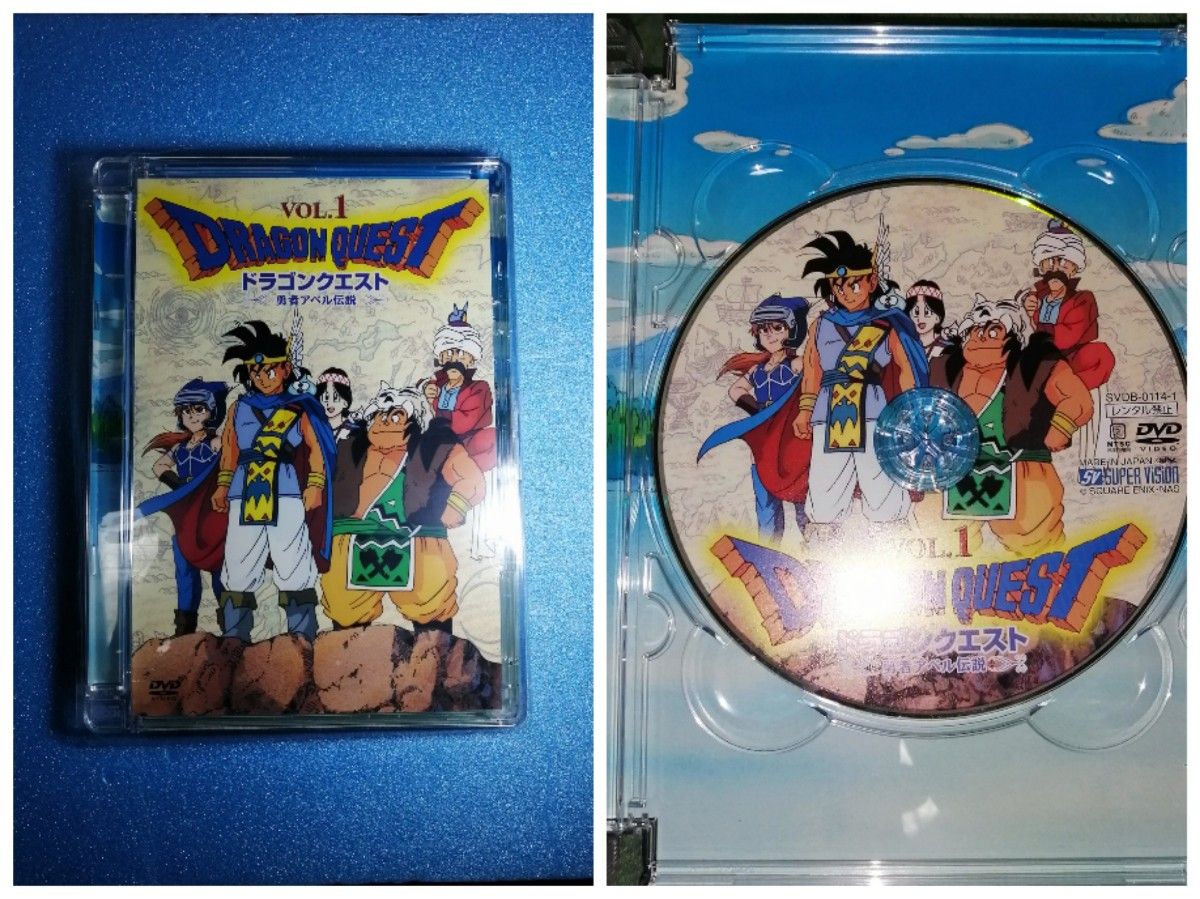 VOL.1
DRAGON QUEST
ドラゴンクエスト
勇者アベル伝説
DVD
VIDEO
SVDB-0114-1
レンタル禁止
2
NTSC
DVD
VIDEO
MADE IN JAPAN
SV SUPER VISION
© SQUARE ENIX・NAS
VOL.1
DRAGON QUEST
ドラゴンクエスト
勇者アベル伝説